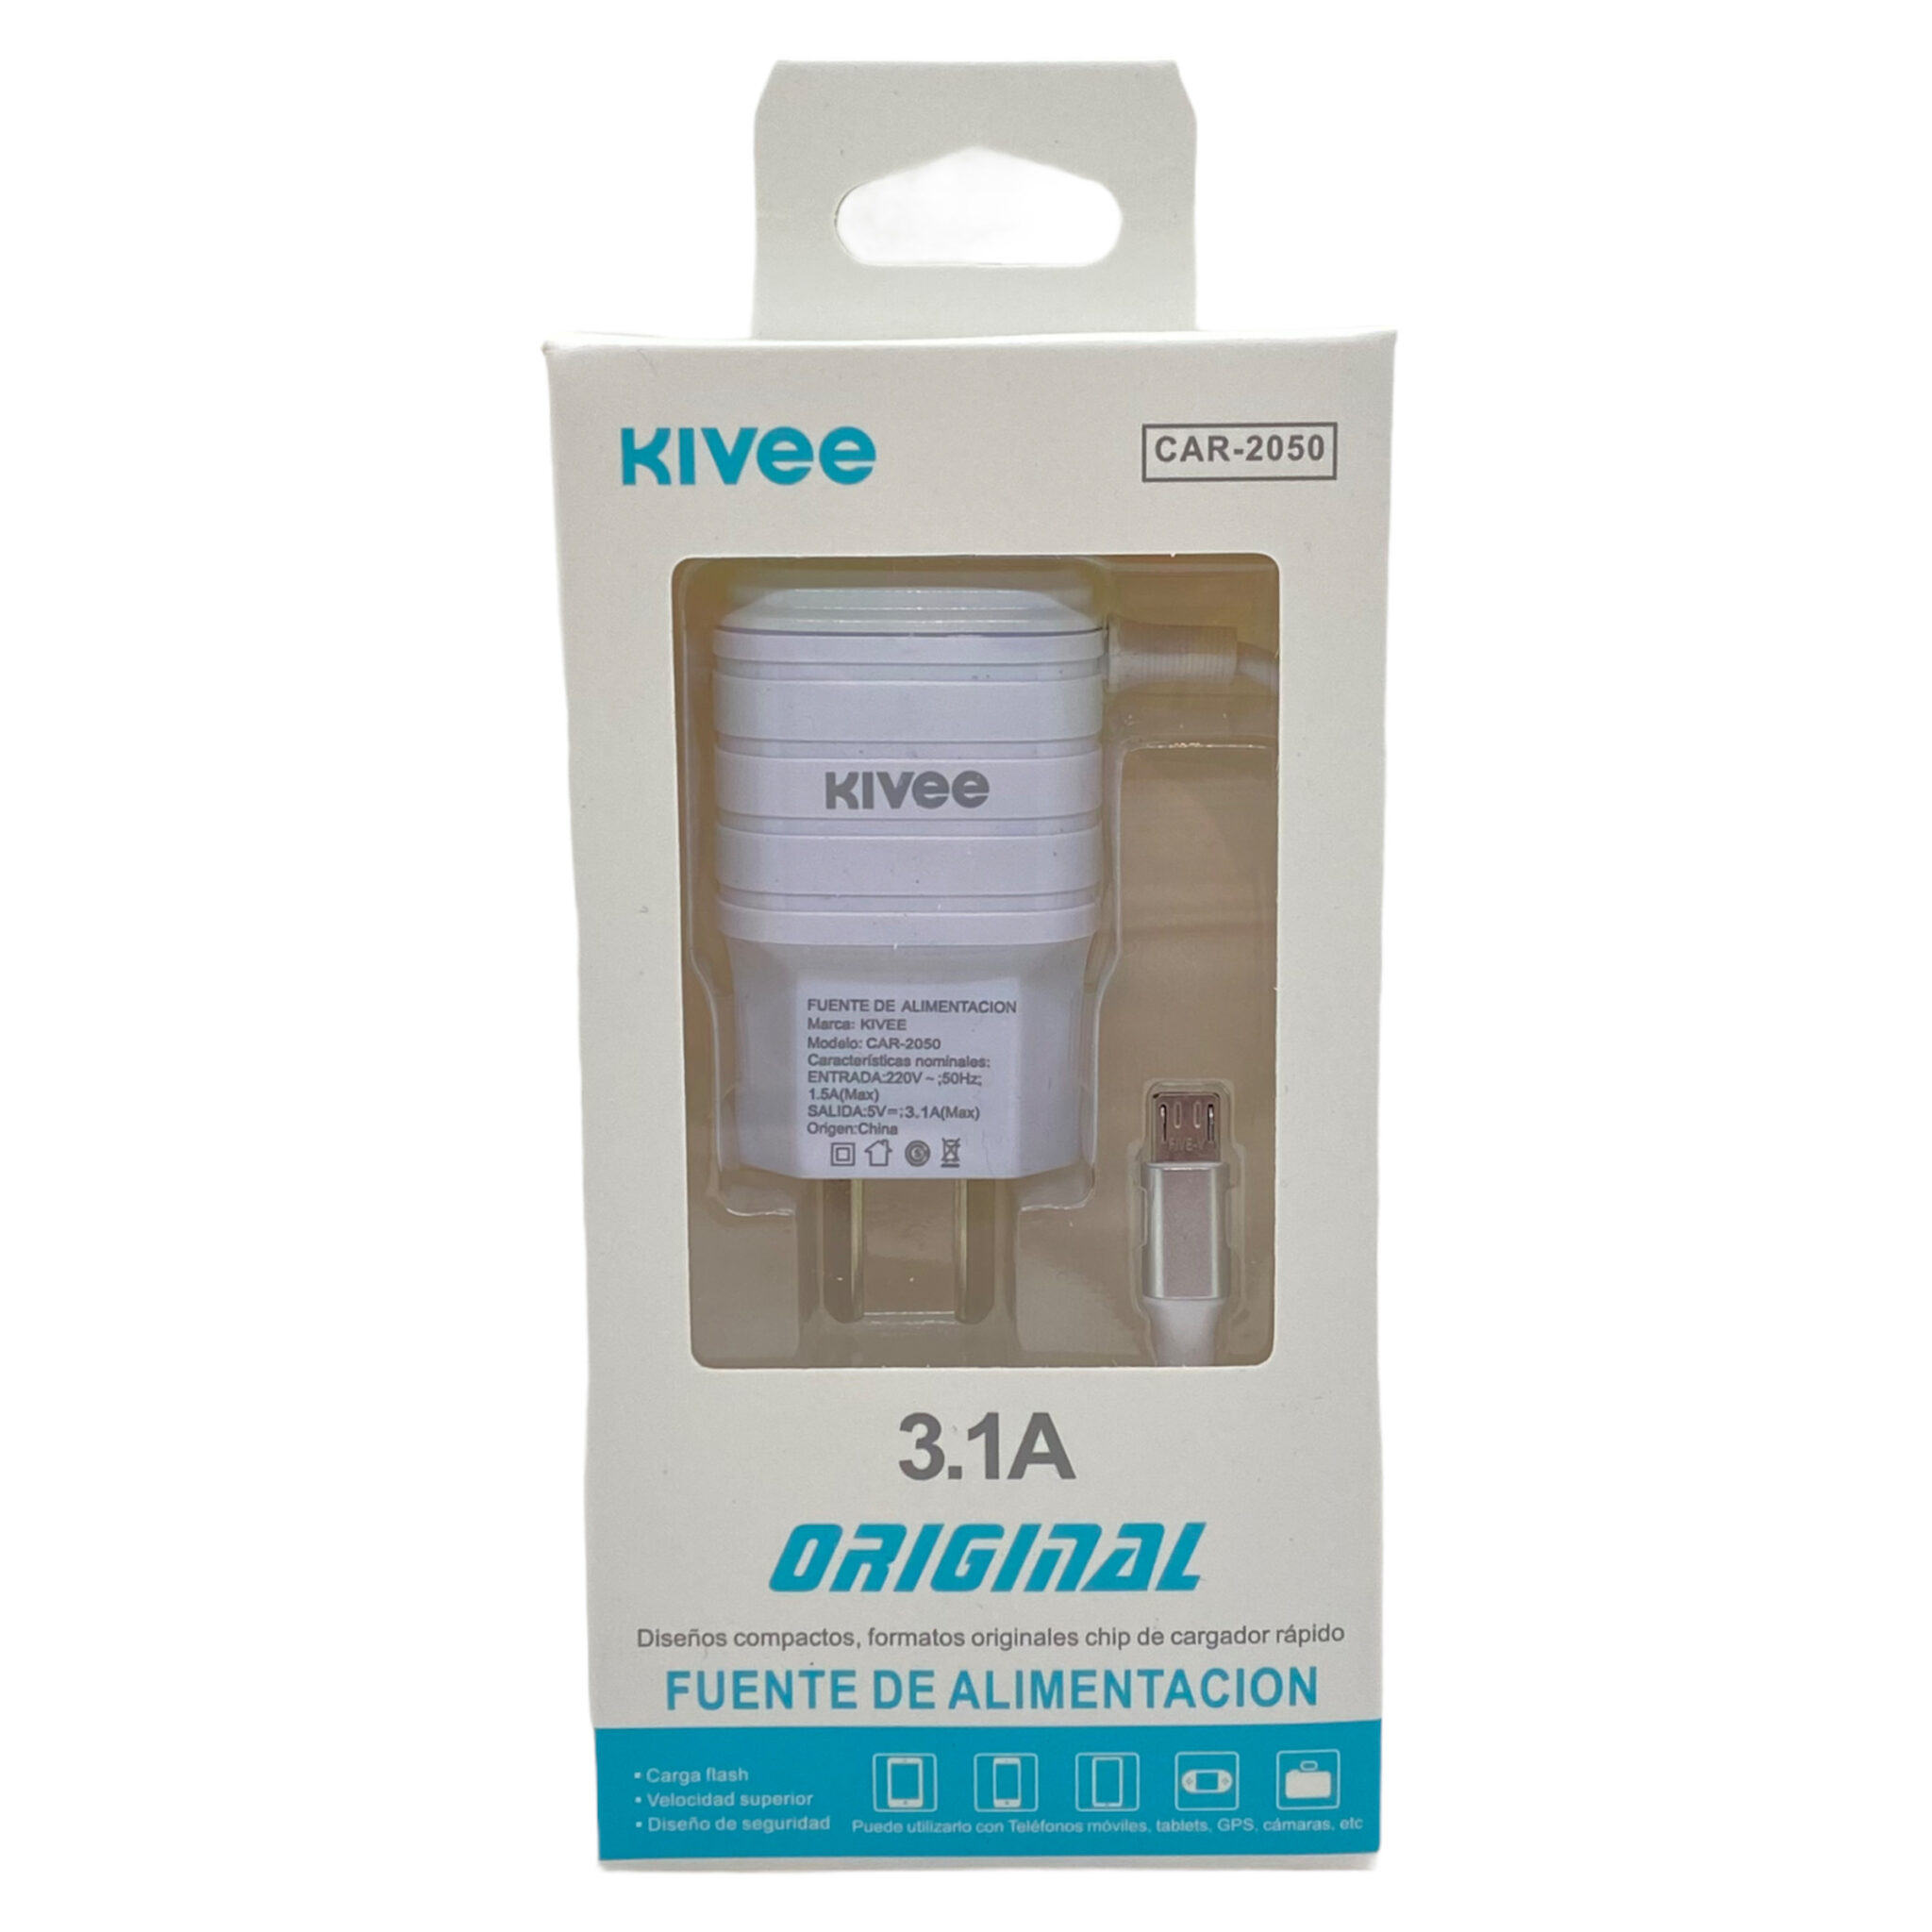 KIVee
CAR-2050
KIVee
FUENTE DE ALIMENTACION
Marca: KIVEE
Modelo: CAR-2050
Características nominales:
ENTRADA:220V ~ ;50Hz;
1.5A(Max)
SALIDA:5V⎓;3.1A(Max)
Origen:China
FIVE-V
3.1A
ORIGINAL
Diseños compactos, formatos originales chip de cargador rápido
FUENTE DE ALIMENTACION
▪ Carga flash
▪ Velocidad superior
▪ Diseño de seguridad
Puede utilizarlo con Teléfonos móviles, tablets, GPS, cámaras, etc